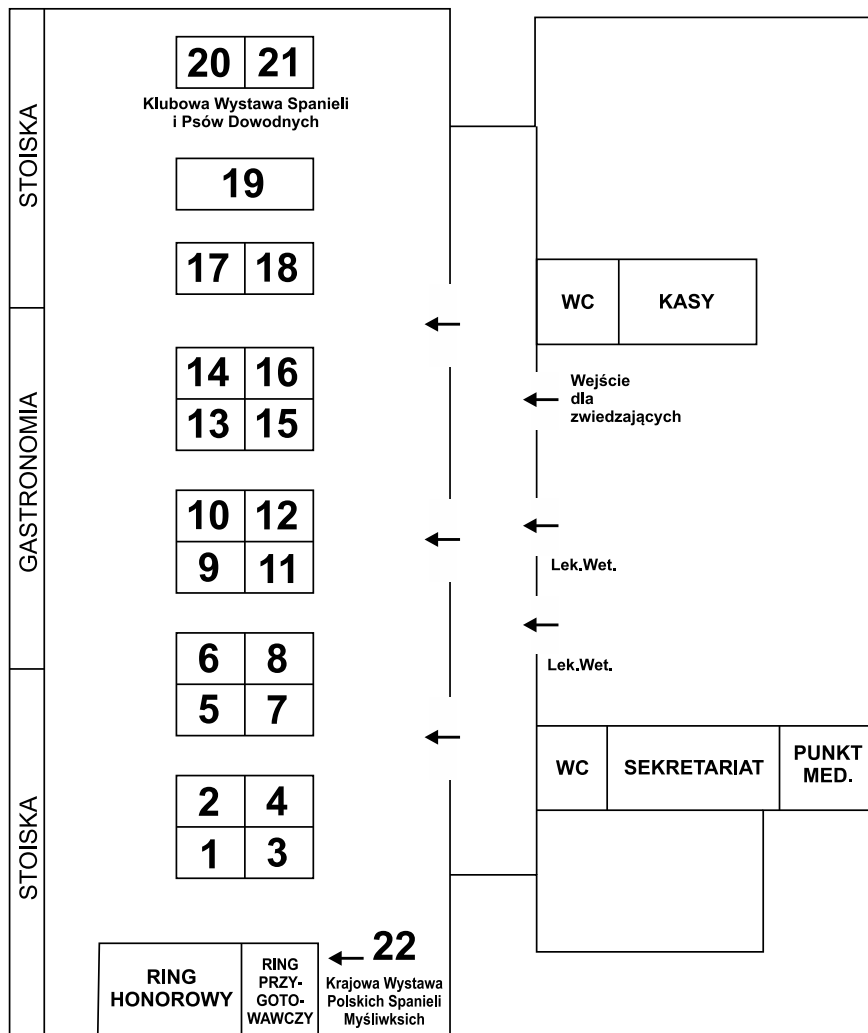 STOISKA
GASTRONOMIA
STOISKA
20 21
Klubowa Wystawa Spanieli
i Psów Dowodnych
19
17 18
14 16
13 15
10 12
9 11
6 8
5 7
2 4
1 3
RING
HONOROWY
RING
PRZY-
GOTO-
WAWCZY
22
Krajowa Wystawa
Polskich Spanieli
Myśliwksich
WC
KASY
Wejście
dla
zwiedzających
Lek.Wet.
Lek.Wet.
WC
SEKRETARIAT
PUNKT
MED.